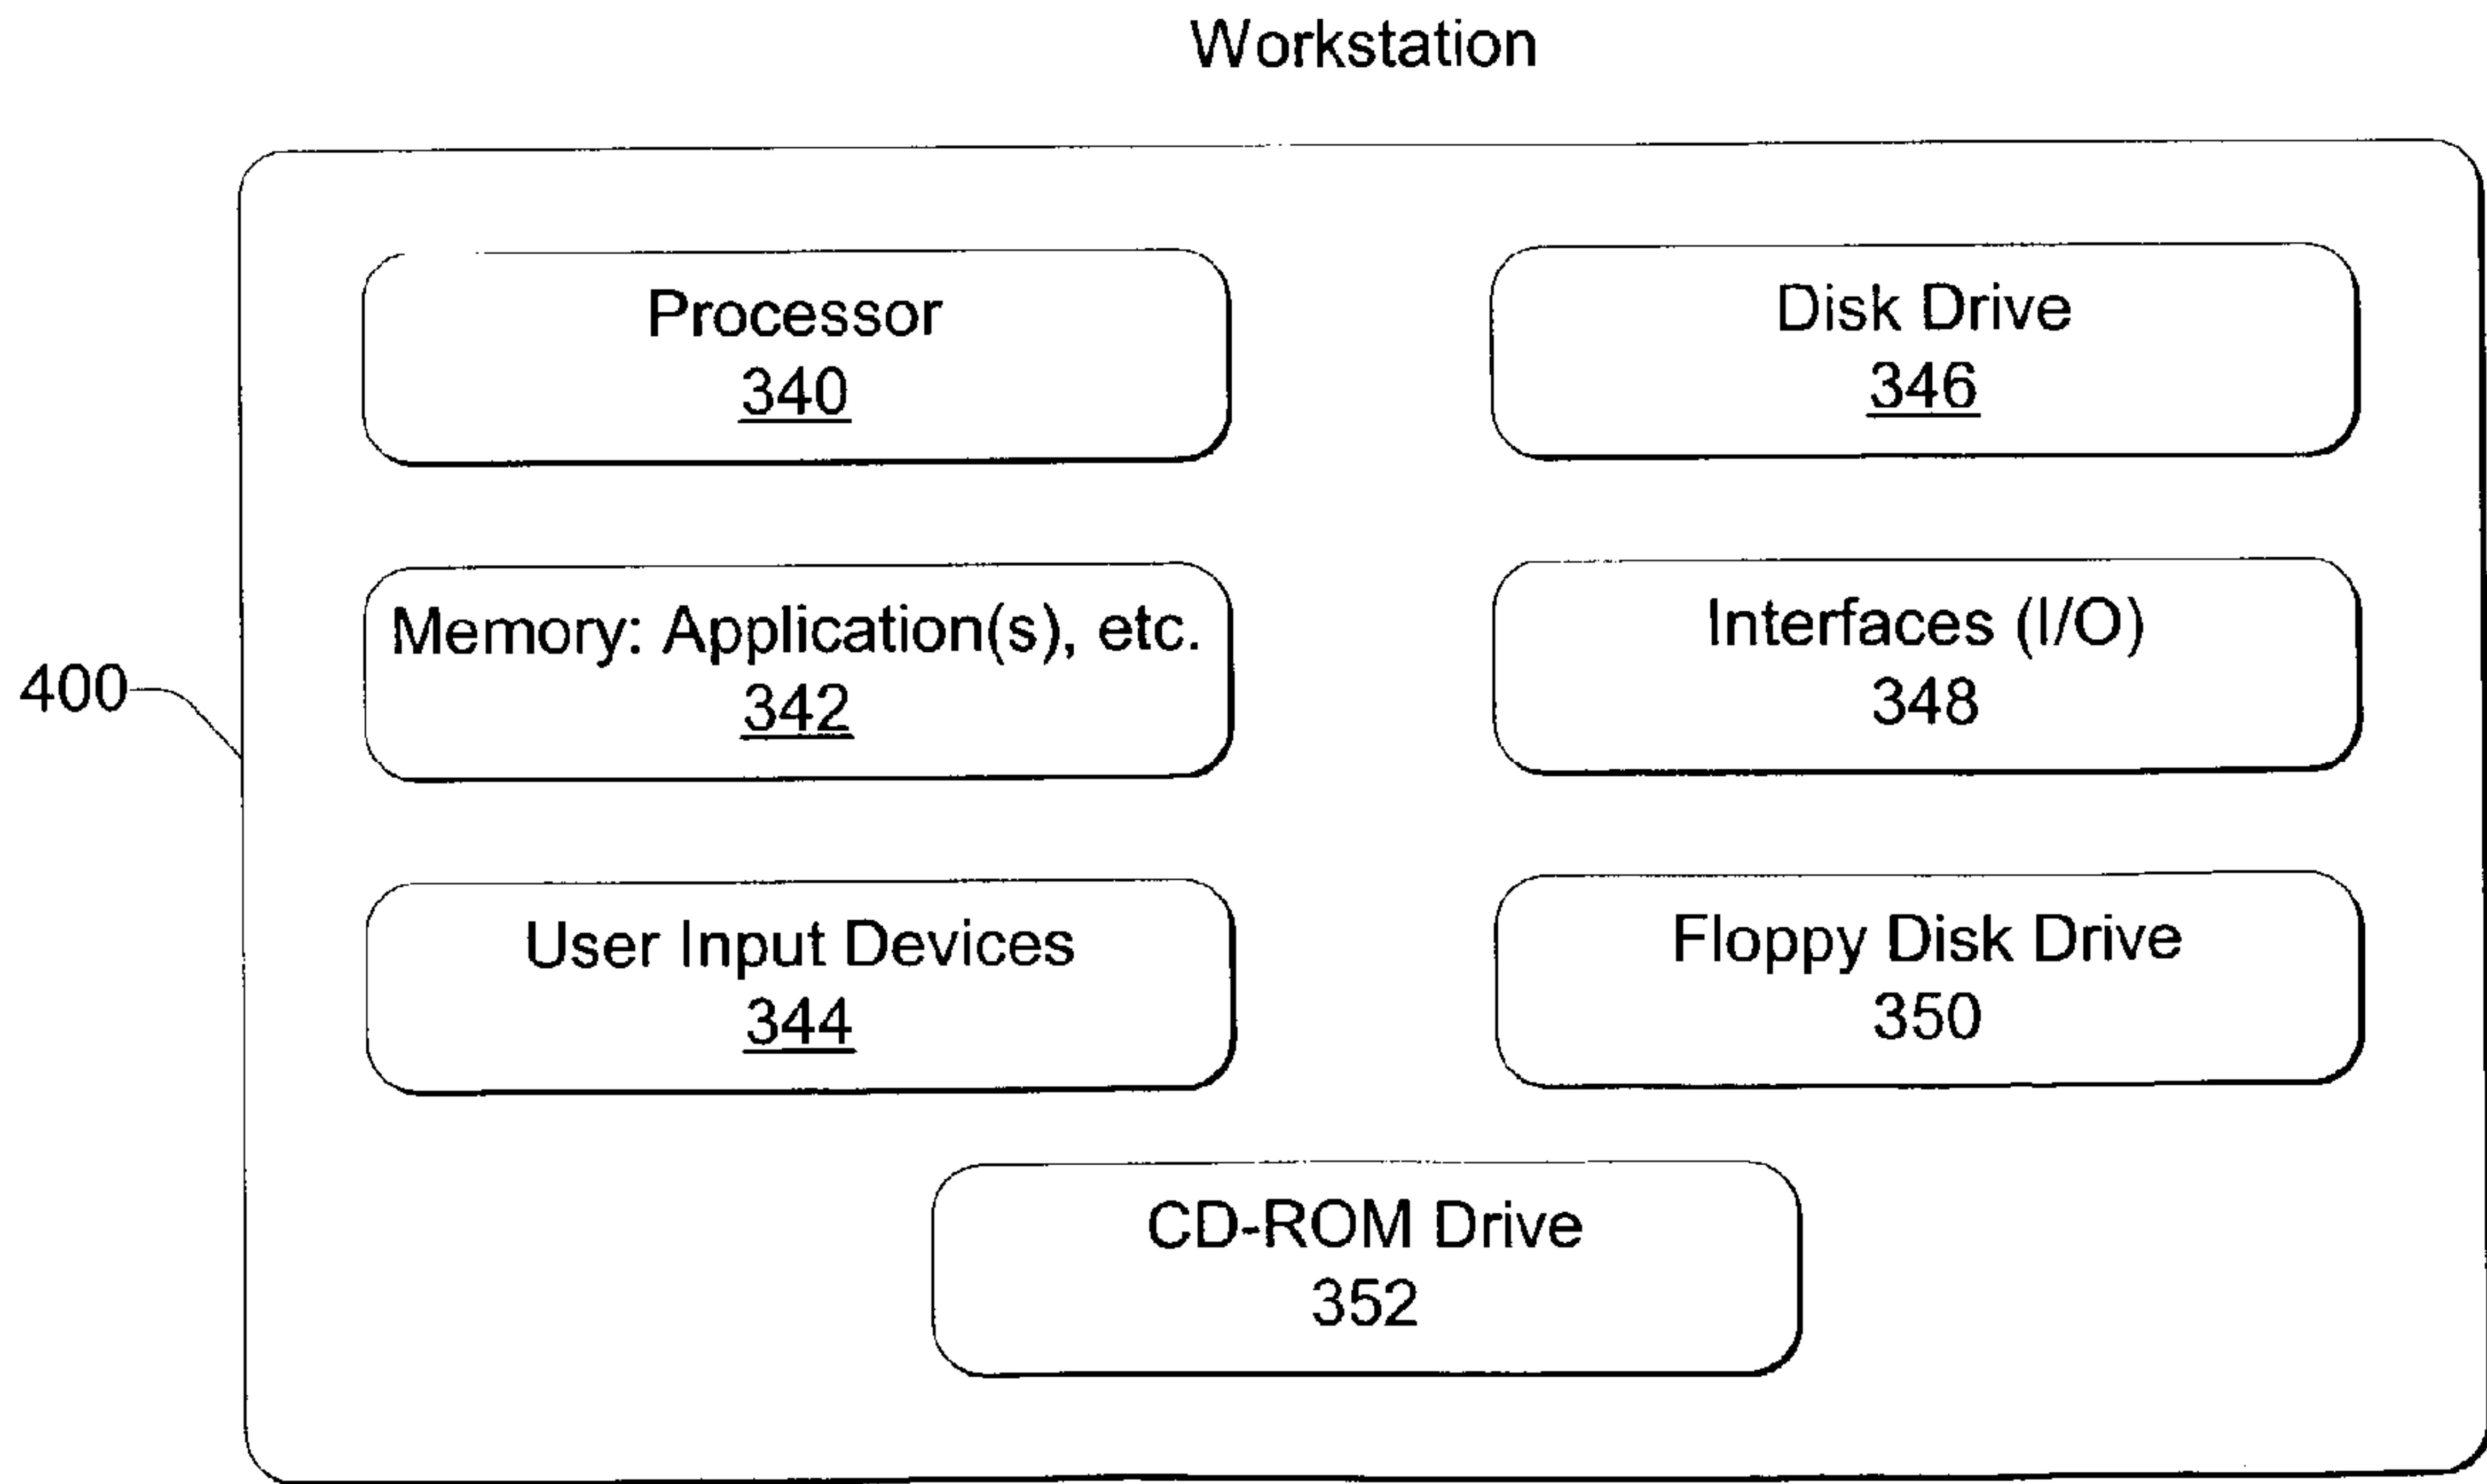 Workstation
Processor
340
Disk Drive
346
Memory: Application(s), etc.
342
Interfaces (I/O)
348
400
User Input Devices
344
Floppy Disk Drive
350
CD-ROM Drive
352